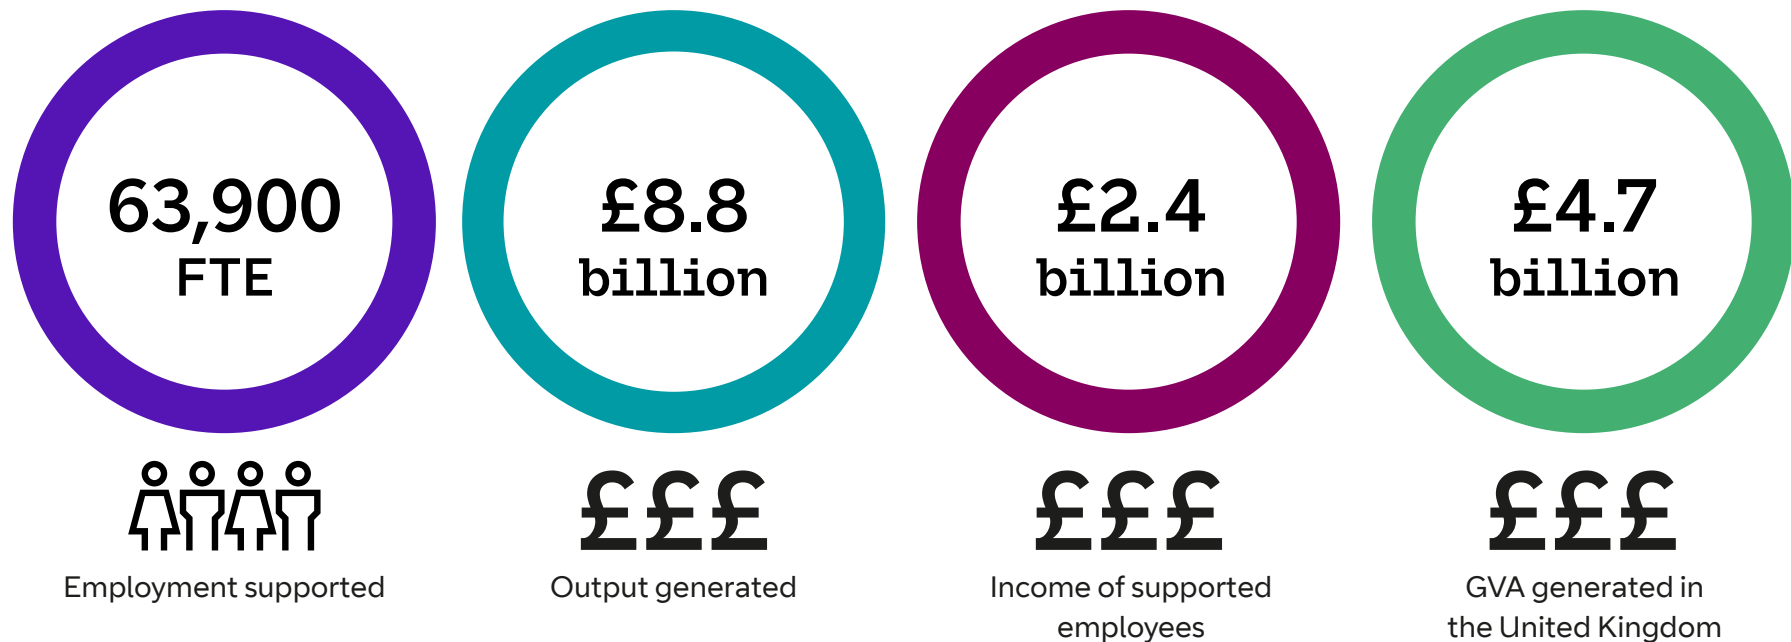 63,900
FTE
£8.8
billion
£2.4
billion
£4.7
billion
£££
£££
£££
Employment supported
Output generated
Income of supported
employees
GVA generated in
the United Kingdom